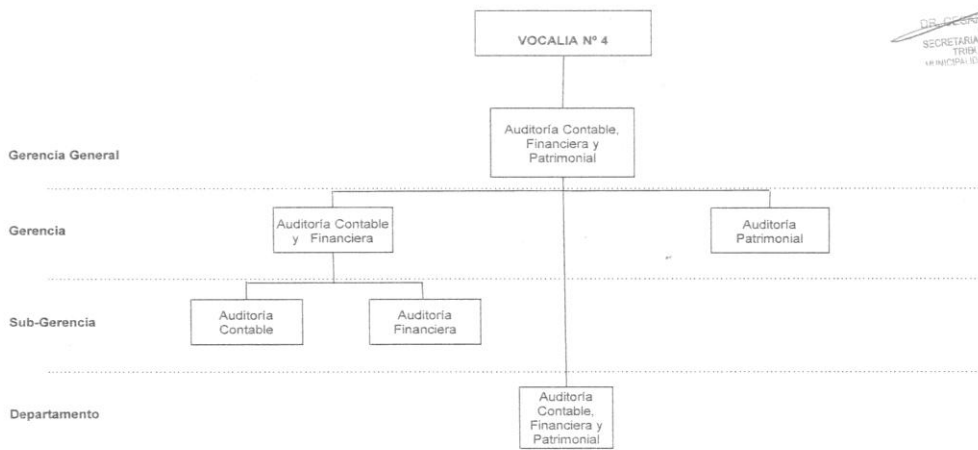 VOCALIA Nº 4
SECRETARIA
Auditoría Contable,
Financiera y
Patrimonial
Gerencia General
Gerencia
Auditoría Contable
y Financiera
Auditoría
Patrimonial
Sub-Gerencia
Auditoría
Contable
Auditoría
Financiera
Departamento
Auditoría
Contable,
Financiera y
Patrimonial